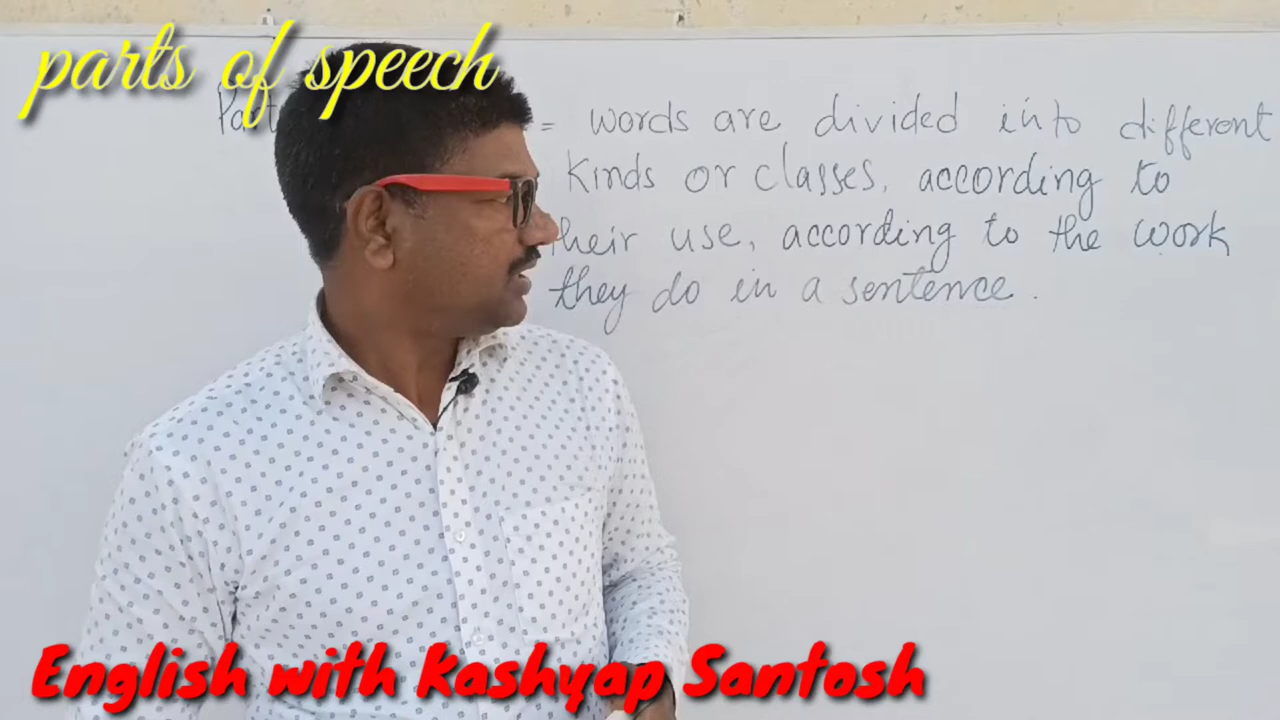 parts of speech
= words are divided into different
kinds or classes, according to
their use, according to the work
they do in a sentence.
English with Kashyap Santosh